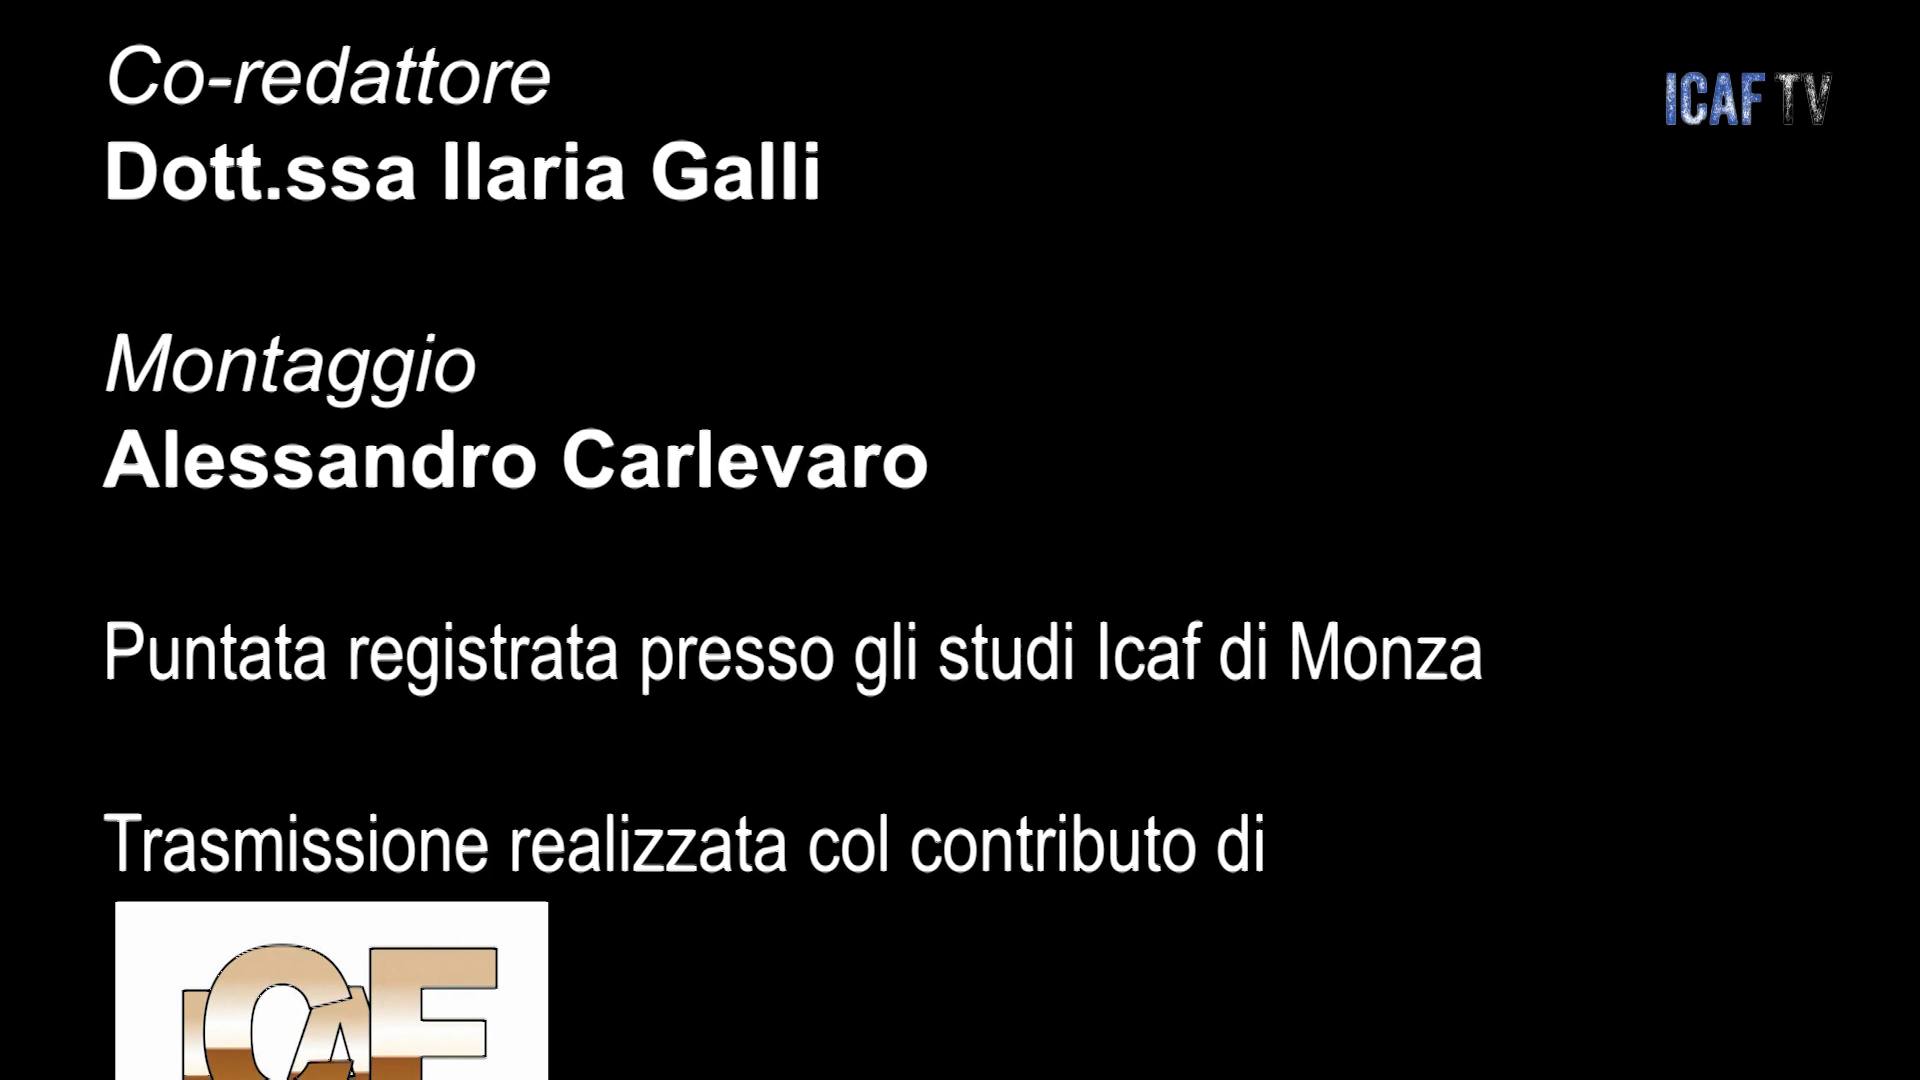 Co-redattore
ICAF TV
Dott.ssa Ilaria Galli
Montaggio
Alessandro Carlevaro
Puntata registrata presso gli studi Icaf di Monza
Trasmissione realizzata col contributo di
ICAF